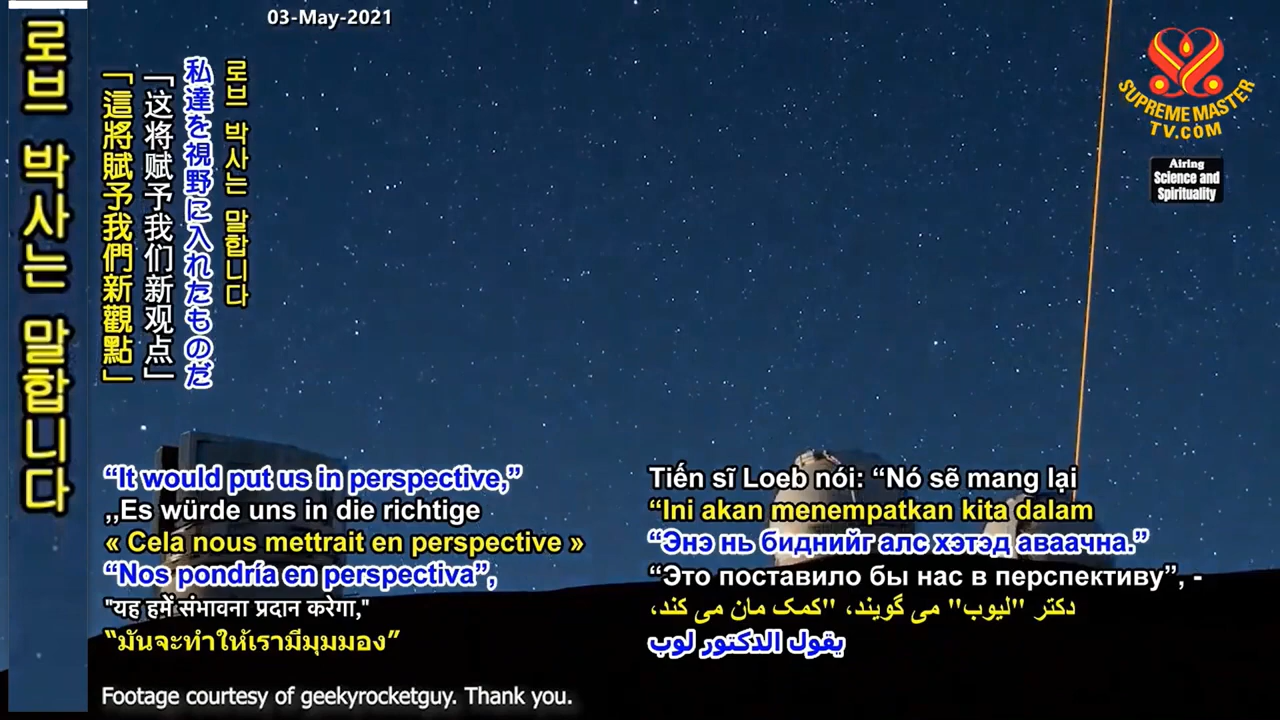 03-May-2021
로브 박사는 말합니다
「這將賦予我們新觀點」
「这将赋予我们新观点」
私達を視野に入れたものだ
로브 박사는 말합니다
SUPREME MASTER
TV.COM
Airing
Science and
Spirituality
“It would put us in perspective,”
,,Es würde uns in die richtige
« Cela nous mettrait en perspective »
“Nos pondría en perspectiva”,
"यह हमें संभावना प्रदान करेगा,"
“มันจะทำให้เรามีมุมมอง”
Tiến sĩ Loeb nói: “Nó sẽ mang lại
“Ini akan menempatkan kita dalam
“Энэ нь биднийг алс хэтэд аваачна.”
“Это поставило бы нас в перспективу”, -
دکتر "لیوب" می گویند، "کمک مان می کند،
يقول الدكتور لوب
Footage courtesy of geekyrocketguy. Thank you.